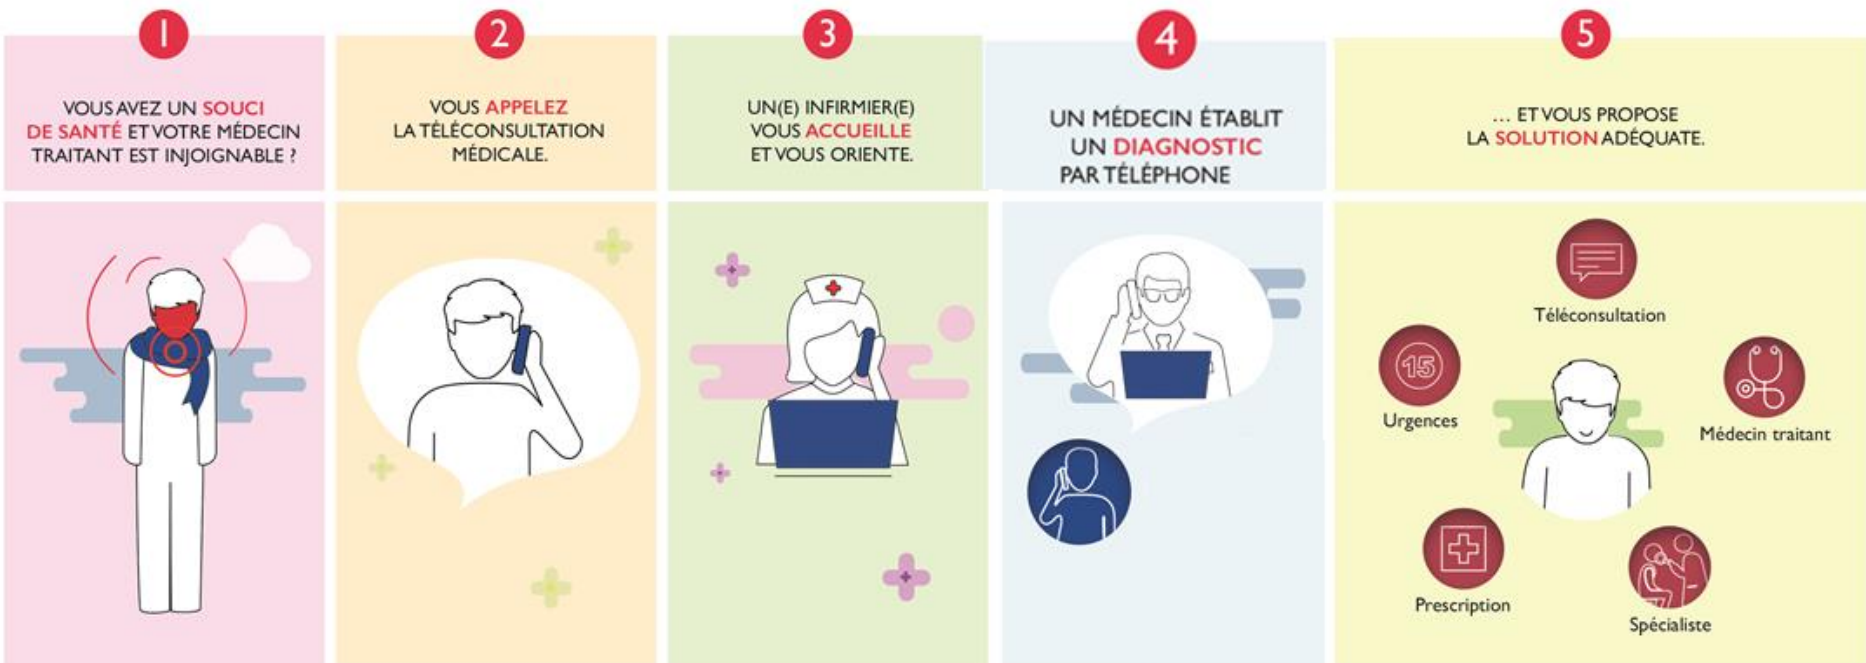 1
VOUS AVEZ UN SOUCI
DE SANTÉ ET VOTRE MÉDECIN
TRAITANT EST INJOIGNABLE ?
2
VOUS APPELEZ
LA TÉLÉCONSULTATION
MÉDICALE.
3
UN(E) INFIRMIER(E)
VOUS ACCUEILLE
ET VOUS ORIENTE.
4
UN MÉDECIN ÉTABLIT
UN DIAGNOSTIC
PAR TÉLÉPHONE
5
... ET VOUS PROPOSE
LA SOLUTION ADÉQUATE.
Téléconsultation
15
Urgences
Médecin traitant
Prescription
Spécialiste